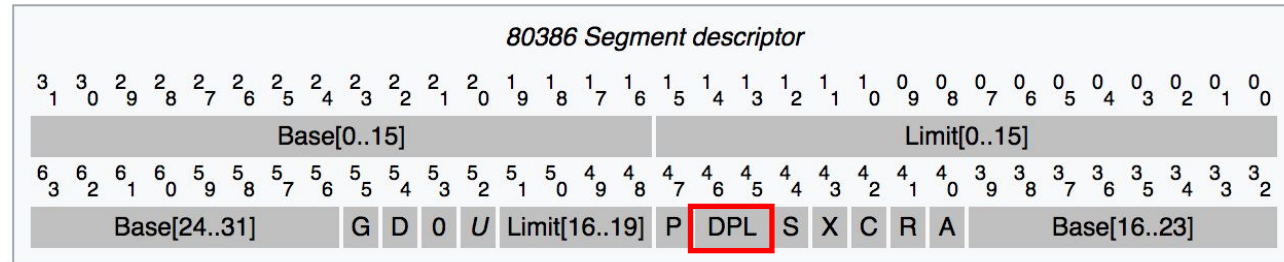 80386 Segment descriptor
31 30 29 28 27 26 25 24 23 22 21 20 19 18 17 16 15 14 13 12 11 10 09 08 07 06 05 04 03 02 01 00
Base[0..15] Limit[0..15]
63 62 61 60 59 58 57 56 55 54 53 52 51 50 49 48 47 46 45 44 43 42 41 40 39 38 37 36 35 34 33 32
Base[24..31] G D 0 U Limit[16..19] P DPL S X C R A Base[16..23]